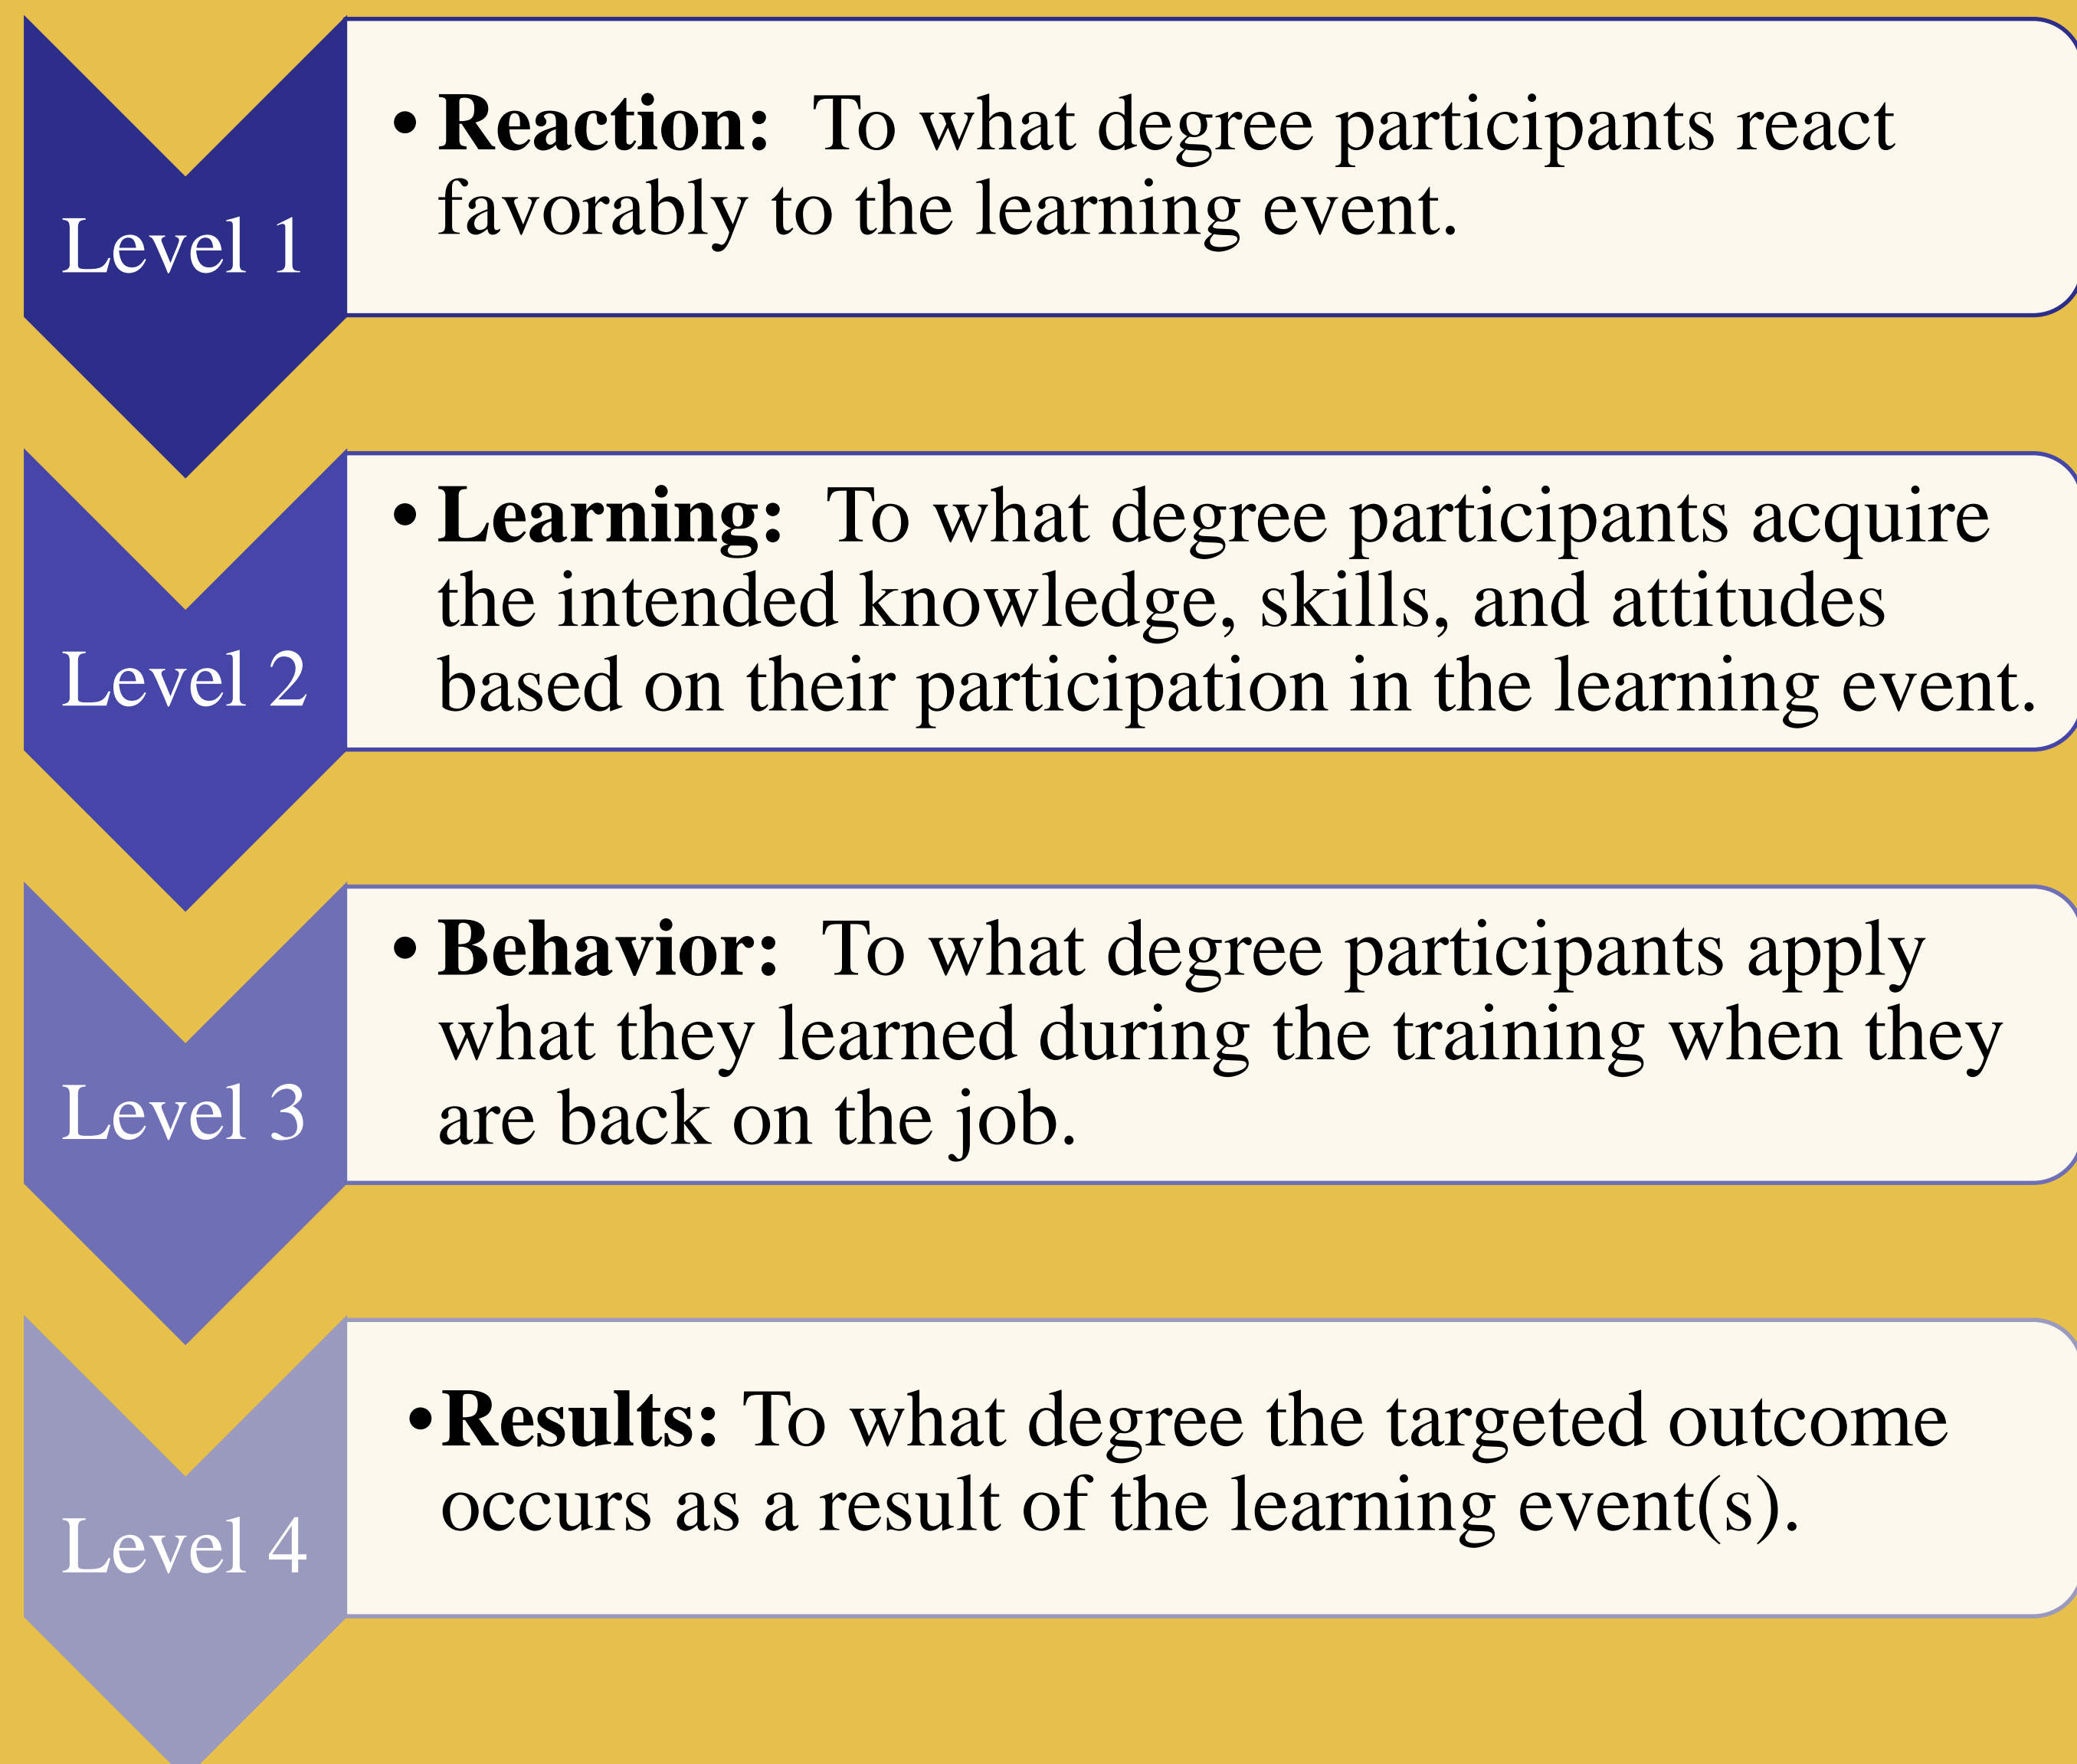 Level 1
• Reaction: To what degree participants react
favorably to the learning event.
Level 2
• Learning: To what degree participants acquire
the intended knowledge, skills, and attitudes
based on their participation in the learning event.
Level 3
• Behavior: To what degree participants apply
what they learned during the training when they
are back on the job.
Level 4
• Results: To what degree the targeted outcome
occurs as a result of the learning event(s).